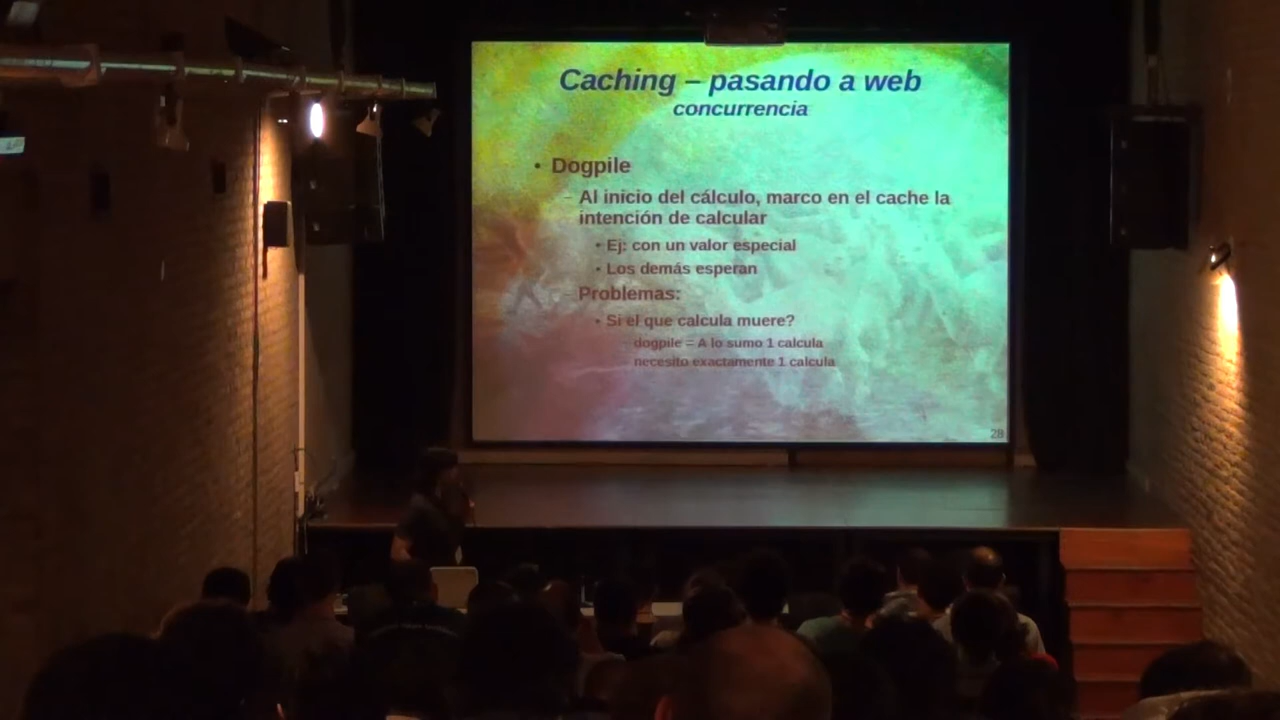 Caching – pasando a web
concurrencia
• Dogpile
– Al inicio del cálculo, marco en el cache la
intención de calcular
• Ej: con un valor especial
• Los demás esperan
– Problemas:
• Si el que calcula muere?
dogpile = A lo sumo 1 calcula
necesito exactamente 1 calcula
28